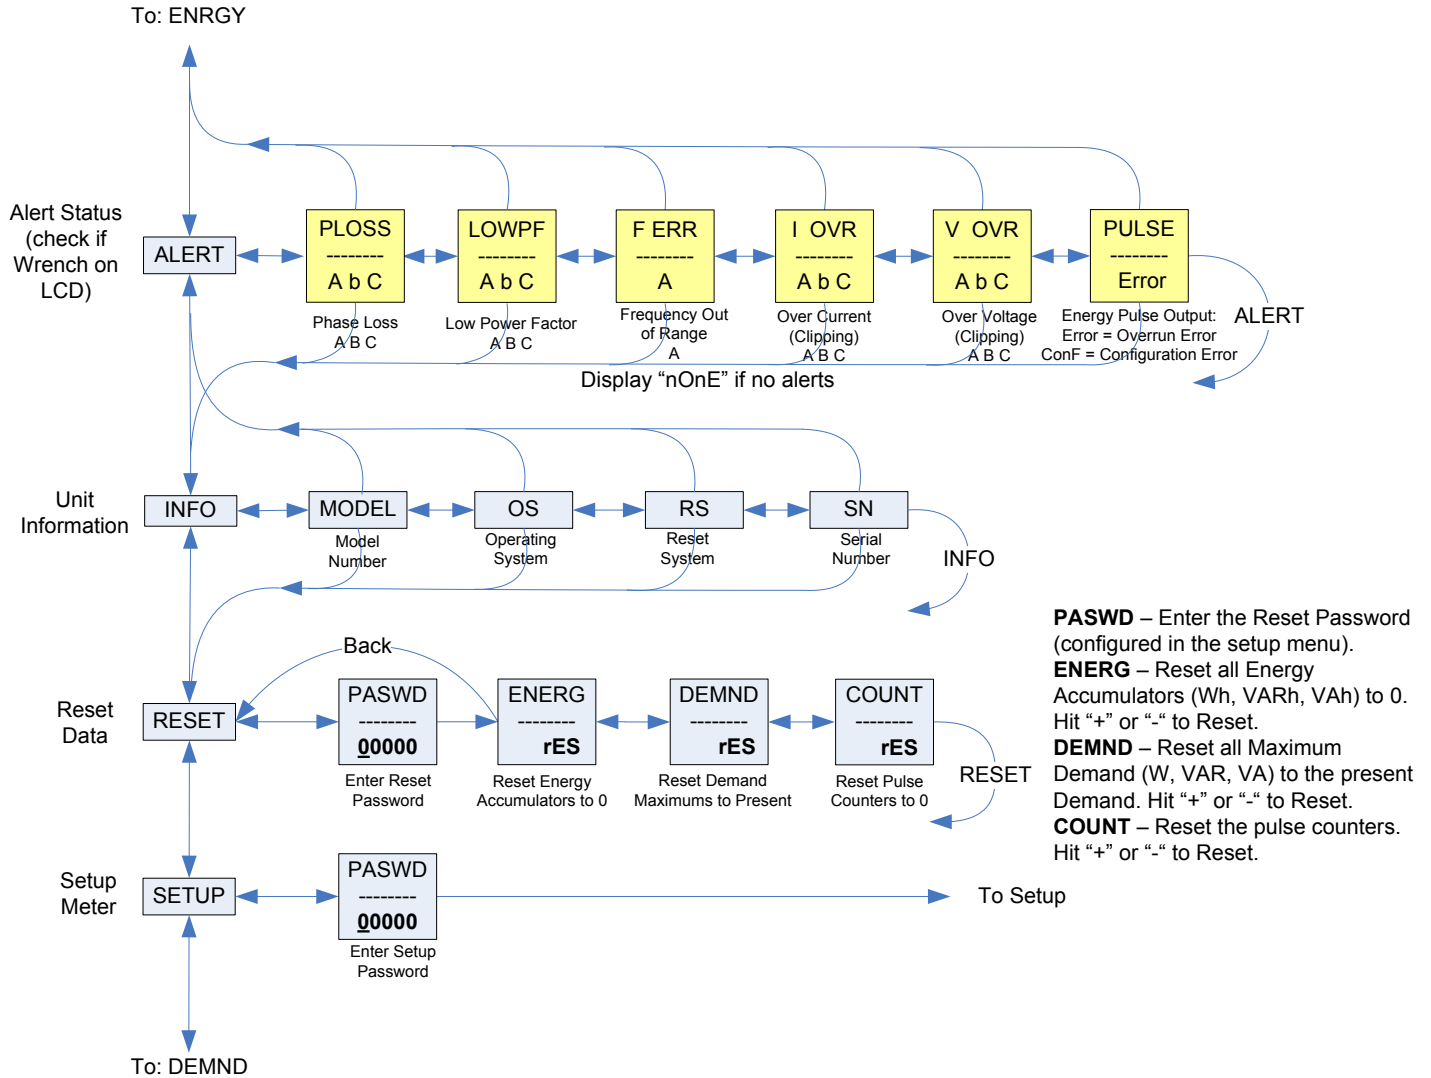 To: ENRGY
Alert Status
(check if
Wrench on
LCD)
ALERT
PLOSS
--------
A b C
Phase Loss
A B C
LOWPF
--------
A b C
Low Power Factor
A B C
F ERR
--------
A
Frequency Out
of Range
A
I OVR
--------
A b C
Over Current
(Clipping)
A B C
V OVR
--------
A b C
Over Voltage
(Clipping)
A B C
PULSE
--------
Error
Energy Pulse Output:
Error = Overrun Error
ConF = Configuration Error
ALERT
Display “nOnE” if no alerts
Unit
Information
INFO
MODEL
Model
Number
OS
Operating
System
RS
Reset
System
SN
Serial
Number
INFO
Reset
Data
RESET
Back
PASWD
--------
00000
Enter Reset
Password
ENERG
--------
rES
Reset Energy
Accumulators to 0
DEMND
--------
rES
Reset Demand
Maximums to Present
COUNT
--------
rES
Reset Pulse
Counters to 0
RESET
PASWD – Enter the Reset Password
(configured in the setup menu).
ENERG – Reset all Energy
Accumulators (Wh, VARh, VAh) to 0.
Hit “+” or “-“ to Reset.
DEMND – Reset all Maximum
Demand (W, VAR, VA) to the present
Demand. Hit “+” or “-“ to Reset.
COUNT – Reset the pulse counters.
Hit “+” or “-“ to Reset.
Setup
Meter
SETUP
PASWD
--------
00000
Enter Setup
Password
To Setup
To: DEMND